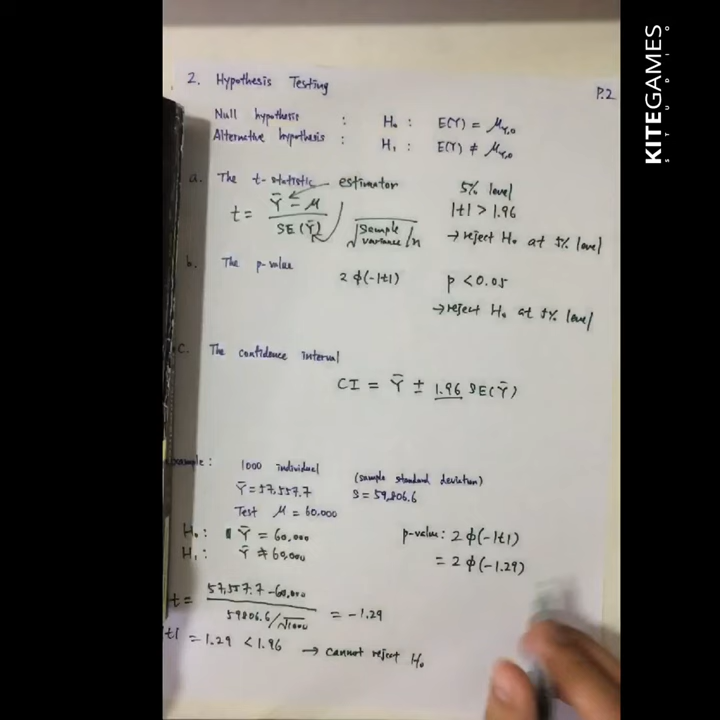 2. Hypothesis Testing P.2
Null hypothesis : H₀ : E(Y) = μY,0
Alternative hypothesis : H₁ : E(Y) ≠ μY,0
a. The t-statistic estimator 5% level
t = Ȳ - μ / SE(Ȳ) √sample variance/n |t| > 1.96
→ reject H₀ at 5% level
b. The p-value 2 Φ(-|t|) p < 0.05
→ reject H₀ at 5% level
c. The confidence interval
CI = Ȳ ± 1.96 SE(Ȳ)
example: 1000 individual (sample standard deviation)
Ȳ = 57,557.7 S = 59,806.6
Test μ = 60,000
H₀: Ȳ = 60,000 p-value: 2 Φ(-|t|)
H₁: Ȳ ≠ 60,000 = 2 Φ(-1.29)
t = 57,557.7 - 60,000 / 59806.6/√1000 = -1.29
|t| = 1.29 < 1.96 → cannot reject H₀
KITEGAMES
STUDIO